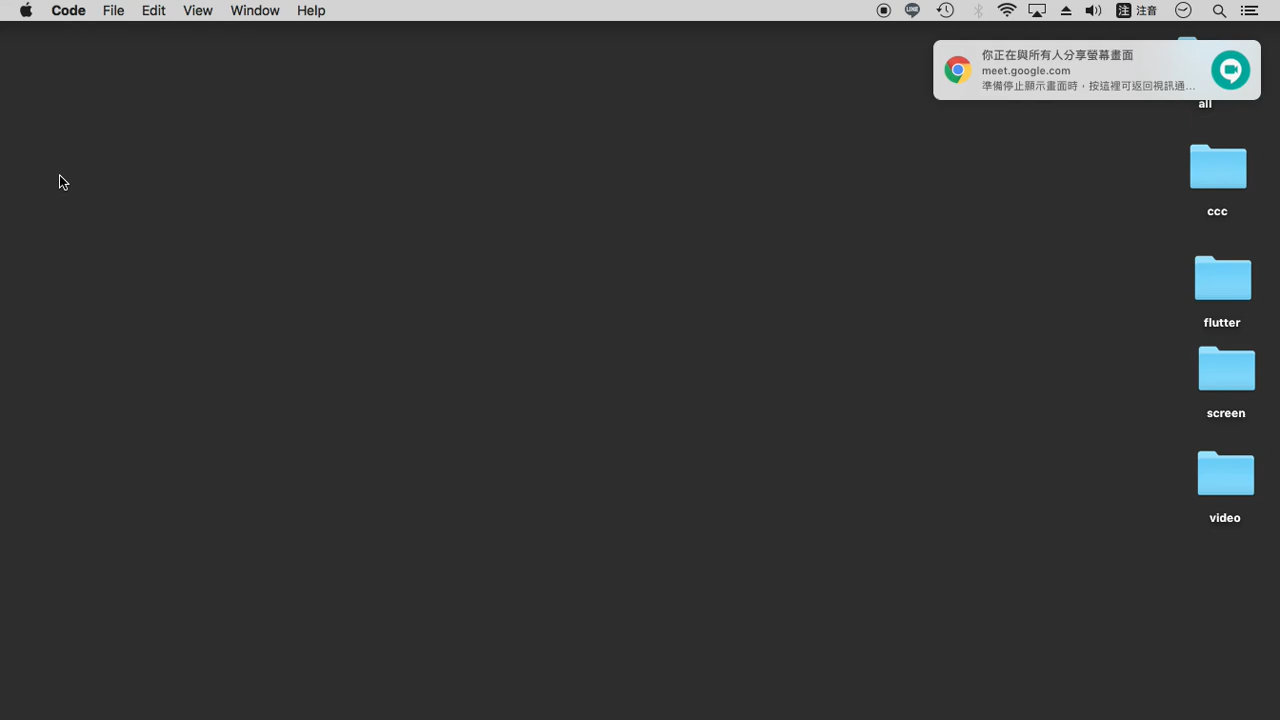 Code File Edit View Window Help
LINE
注 注音
你正在與所有人分享螢幕畫面
meet.google.com
準備停止顯示畫面時，按這裡可返回視訊通...
all
ccc
flutter
screen
video